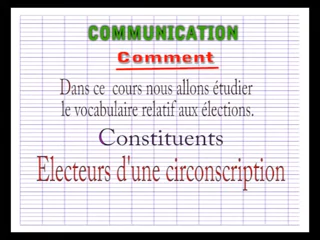 COMMUNICATION
Comment
Dans ce cours nous allons étudier
le vocabulaire relatif aux élections.
Constituents
Electeurs d'une circonscription